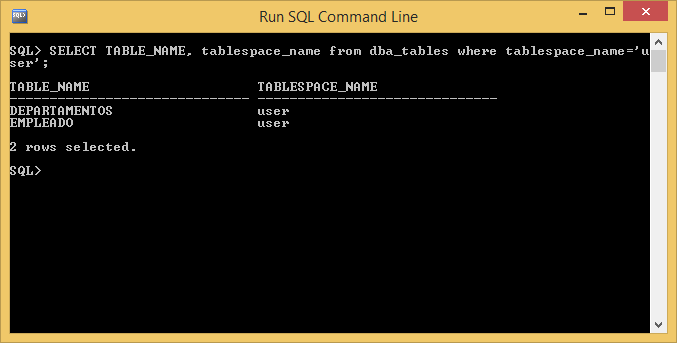 Run SQL Command Line
SQL> SELECT TABLE_NAME, tablespace_name from dba_tables where tablespace_name='u
ser';
TABLE_NAME TABLESPACE_NAME
------------------------------ ------------------------------
DEPARTAMENTOS user
EMPLEADO user
2 rows selected.
SQL>